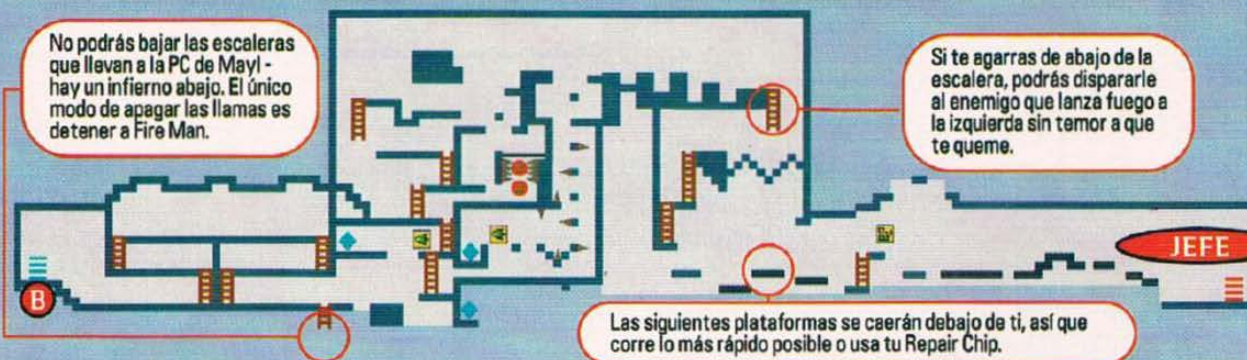 No podrás bajar las escaleras
que llevan a la PC de Mayl -
hay un infierno abajo. El único
modo de apagar las llamas es
detener a Fire Man.
Si te agarras de abajo de la
escalera, podrás dispararle
al enemigo que lanza fuego a
la izquierda sin temor a que
te queme.
B
JEFE
Las siguientes plataformas se caerán debajo de ti, así que
corre lo más rápido posible o usa tu Repair Chip.